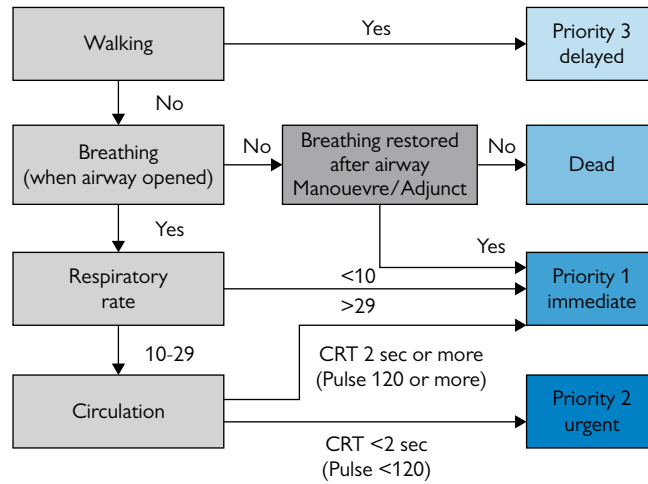 Walking
Yes
Priority 3
delayed
No
Breathing
(when airway opened)
No
Breathing restored
after airway
Manouevre/Adjunct
No
Dead
Yes
Yes
Respiratory
rate
<10
>29
Priority 1
immediate
10-29
CRT 2 sec or more
(Pulse 120 or more)
Circulation
Priority 2
urgent
CRT <2 sec
(Pulse <120)